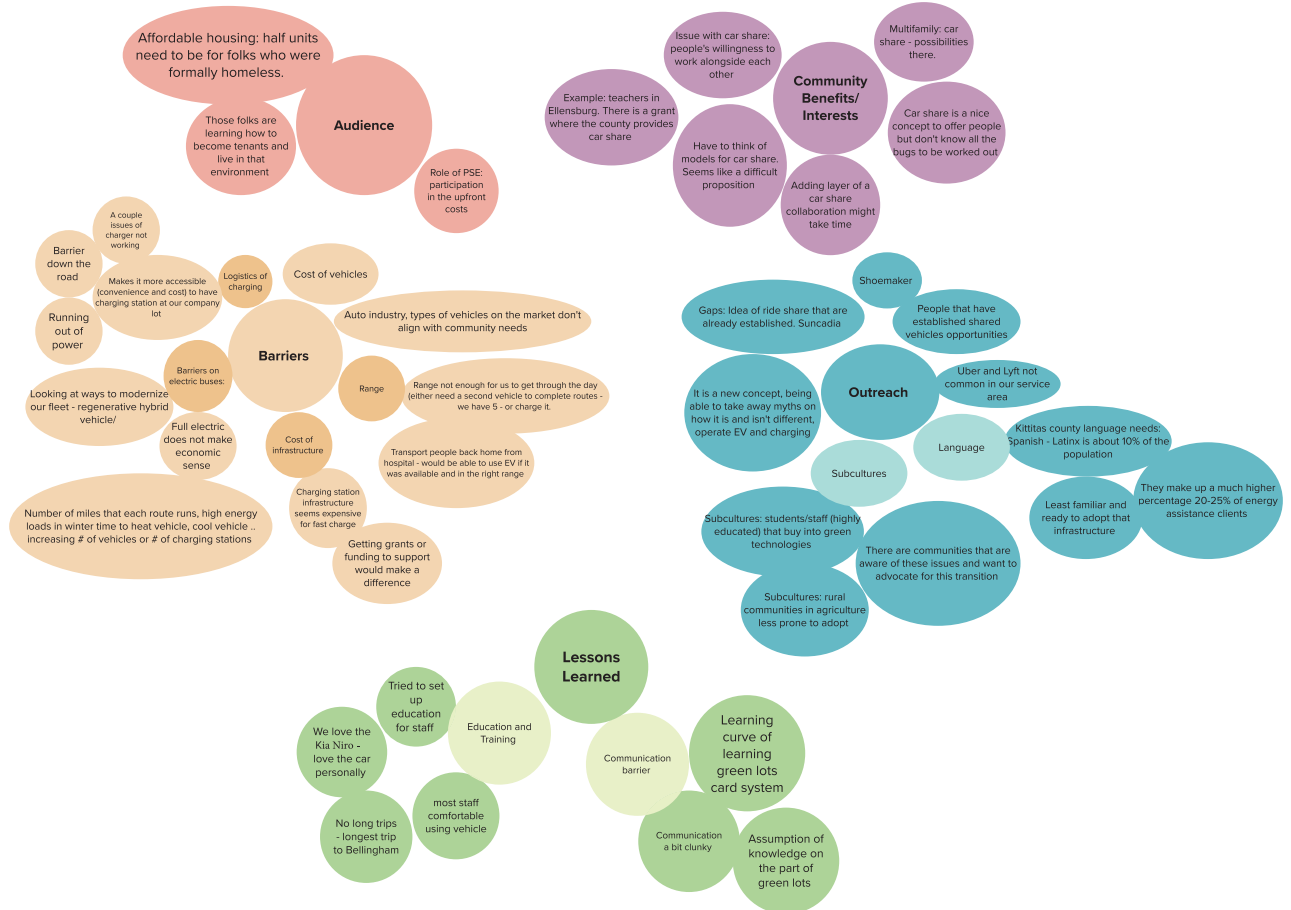 Affordable housing: half units
need to be for folks who were
formally homeless.
Audience
Those folks are
learning how to
become tenants and
live in that
environment
Role of PSE:
participation
in the upfront
costs
Issue with car share:
people's willingness to
work alongside each
other
Multifamily: car
share - possibilities
there.
Community
Benefits/
Interests
Example: teachers in
Ellensburg. There is a grant
where the county provides
car share
Have to think of
models for car share.
Seems like a difficult
proposition
Car share is a nice
concept to offer people
but don't know all the
bugs to be worked out
Adding layer of a
car share
collaboration might
take time
A couple
issues of
charger not
working
Barrier
down the
road
Makes it more accessible
(convenience and cost) to have
charging station at our company
lot
Logistics of
charging
Cost of vehicles
Running
out of
power
Auto industry, types of vehicles on the market don't
align with community needs
Barriers
Barriers on
electric buses:
Range
Range not enough for us to get through the day
(either need a second vehicle to complete routes -
we have 5 - or charge it.
Looking at ways to modernize
our fleet - regenerative hybrid
vehicle/
Full electric
does not make
economic
sense
Cost of
infrastructure
Transport people back home from
hospital - would be able to use EV if it
was available and in the right range
Number of miles that each route runs, high energy
loads in winter time to heat vehicle, cool vehicle ..
increasing # of vehicles or # of charging stations
Charging station
infrastructure
seems expensive
for fast charge
Getting grants or
funding to support
would make a
difference
Shoemaker
Gaps: Idea of ride share that are
already established. Suncadia
People that have
established shared
vehicles opportunities
Outreach
Uber and Lyft not
common in our service
area
It is a new concept, being
able to take away myths on
how it is and isn't different,
operate EV and charging
Language
Kittitas county language needs:
Spanish - Latinx is about 10% of the
population
Subcultures
They make up a much higher
percentage 20-25% of energy
assistance clients
Least familiar and
ready to adopt that
infrastructure
Subcultures: students/staff (highly
educated) that buy into green
technologies
There are communities that are
aware of these issues and want to
advocate for this transition
Subcultures: rural
communities in agriculture
less prone to adopt
Lessons
Learned
Tried to set
up
education
for staff
Education and
Training
We love the
Kia Niro -
love the car
personally
most staff
comfortable
using vehicle
No long trips
- longest trip
to Bellingham
Communication
barrier
Learning
curve of
learning
green lots
card system
Communication
a bit clunky
Assumption of
knowledge on
the part of
green lots